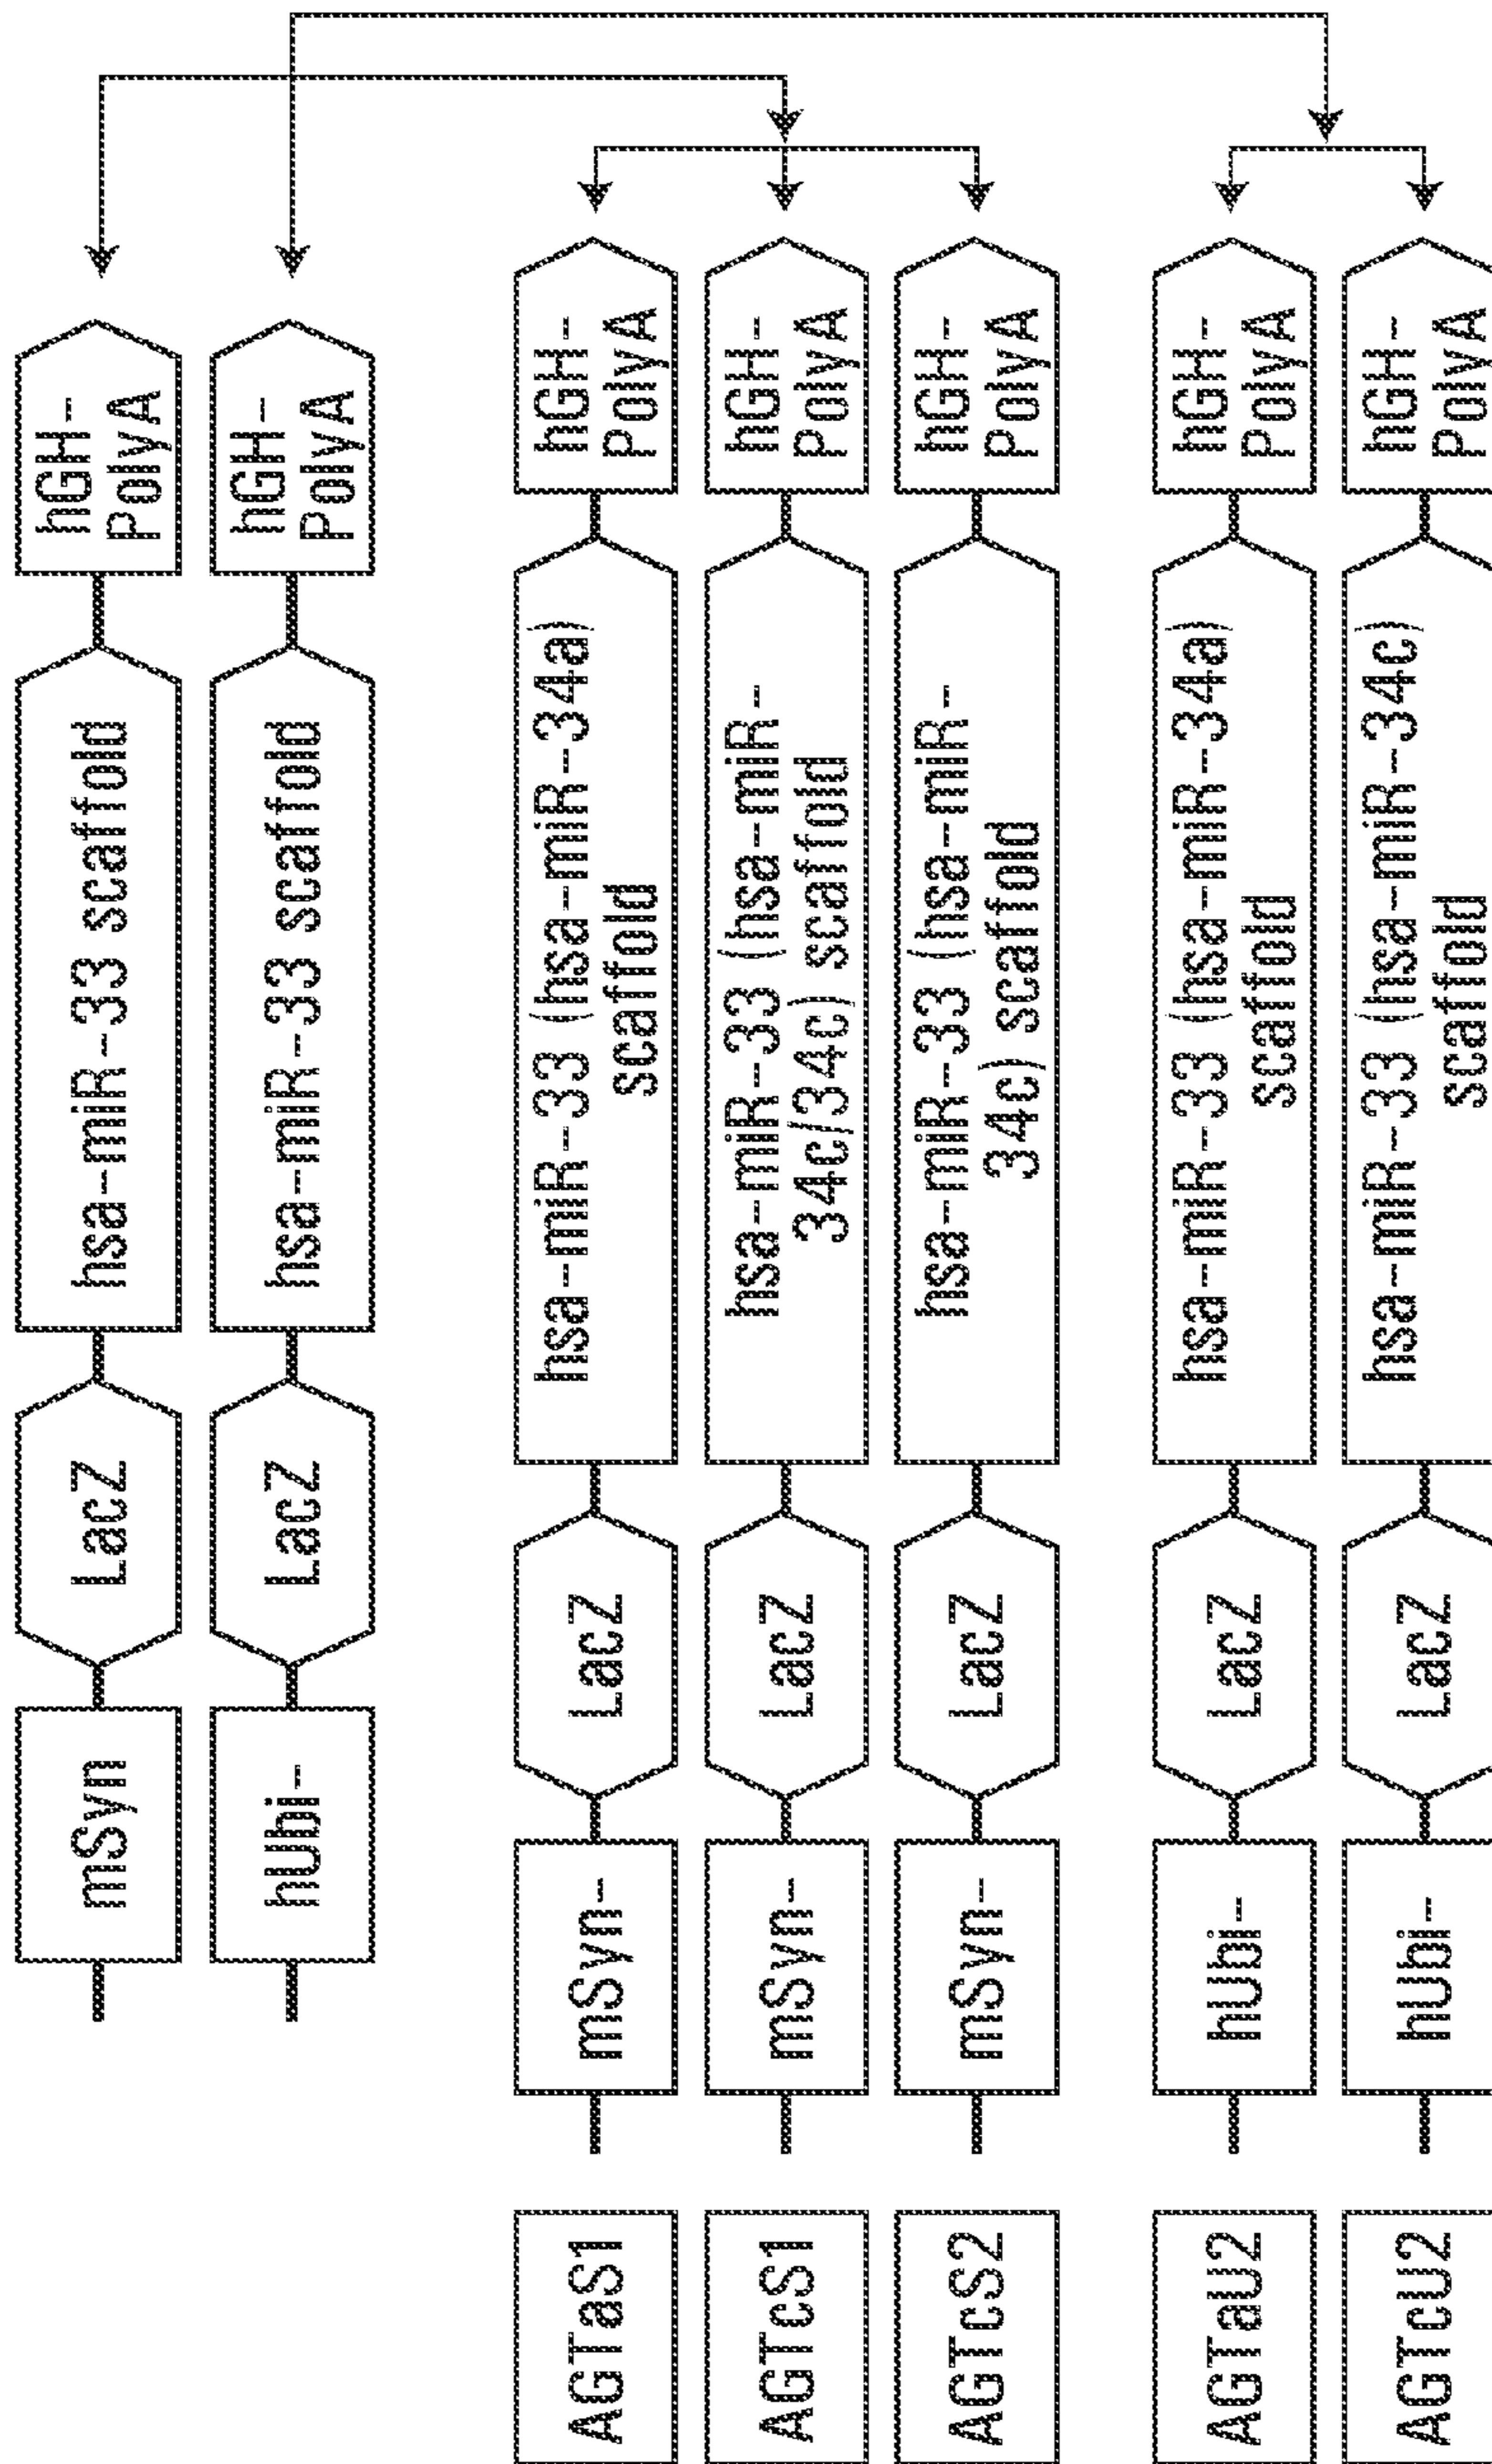 mSyn
LacZ
hsa-miR-33 scaffold
hGH-
PolyA
hUbi-
LacZ
hsa-miR-33 scaffold
hGH-
PolyA
AGTaS1
mSyn-
LacZ
hsa-miR-33 (hsa-miR-34a)
scaffold
hGH-
PolyA
AGTcS1
mSyn-
LacZ
hsa-miR-33 (hsa-miR-
34c/34c) scaffold
hGH-
PolyA
AGTcS2
mSyn-
LacZ
hsa-miR-33 (hsa-miR-
34c) scaffold
hGH-
PolyA
AGTaU2
hUbi-
LacZ
hsa-miR-33 (hsa-miR-34a)
scaffold
hGH-
PolyA
AGTcU2
hUbi-
LacZ
hsa-miR-33 (hsa-miR-34c)
scaffold
hGH-
PolyA